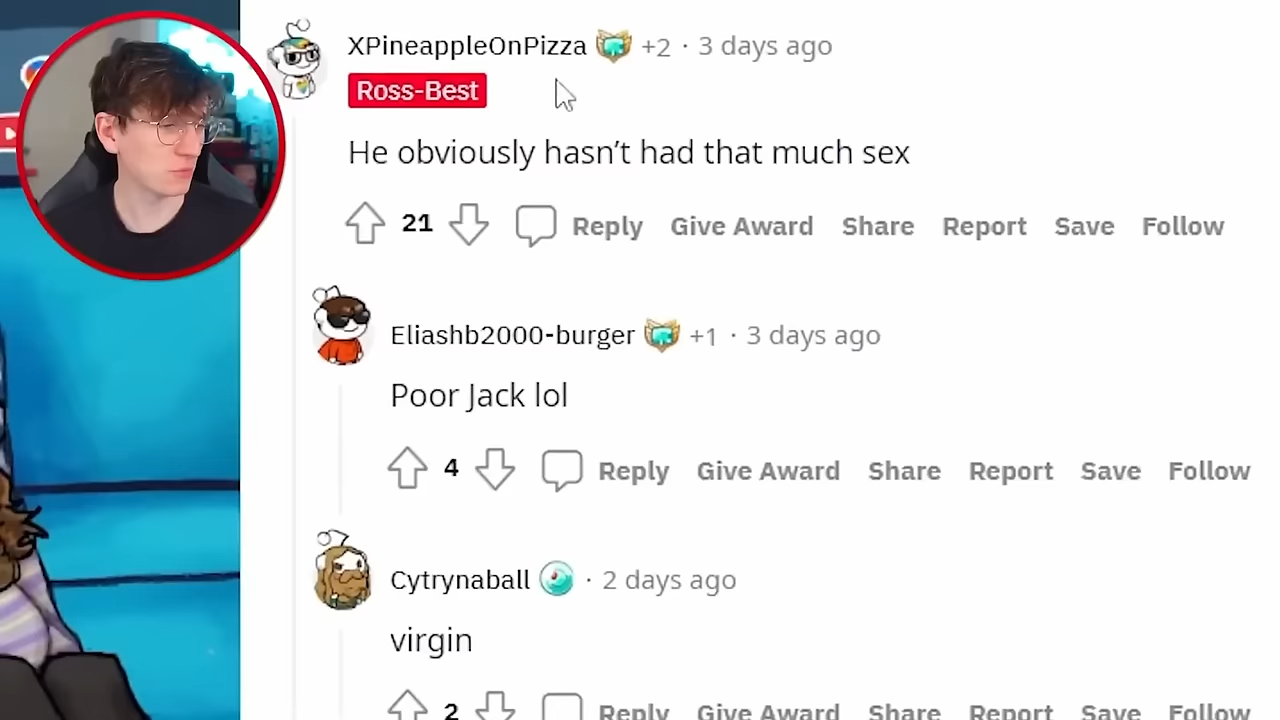 XPineappleOnPizza +2 · 3 days ago
Ross-Best
He obviously hasn't had that much sex
21 Reply Give Award Share Report Save Follow
Eliashb2000-burger +1 · 3 days ago
Poor Jack lol
4 Reply Give Award Share Report Save Follow
Cytrynaball · 2 days ago
virgin
2 Reply Give Award Share Report Save Follow